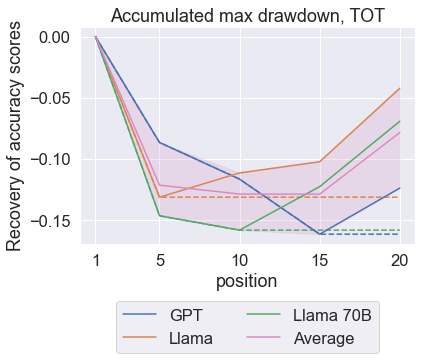 Accumulated max drawdown, TOT
Recovery of accuracy scores
0.00
−0.05
−0.10
−0.15
1 5 10 15 20
position
GPT Llama 70B
Llama Average